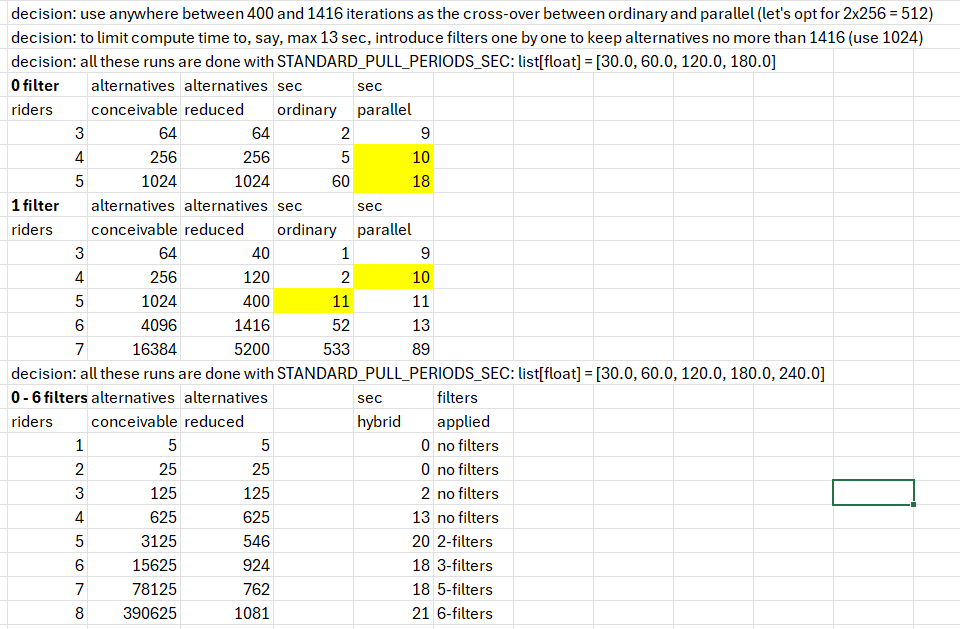 decision: use anywhere between 400 and 1416 iterations as the cross-over between ordinary and parallel (let's opt for 2x256 = 512)
decision: to limit compute time to, say, max 13 sec, introduce filters one by one to keep alternatives no more than 1416 (use 1024)
decision: all these runs are done with STANDARD_PULL_PERIODS_SEC: list[float] = [30.0, 60.0, 120.0, 180.0]
0 filter alternatives alternatives sec sec
riders conceivable reduced ordinary parallel
3 64 64 2 9
4 256 256 5 10
5 1024 1024 60 18
1 filter alternatives alternatives sec sec
riders conceivable reduced ordinary parallel
3 64 40 1 9
4 256 120 2 10
5 1024 400 11 11
6 4096 1416 52 13
7 16384 5200 533 89
decision: all these runs are done with STANDARD_PULL_PERIODS_SEC: list[float] = [30.0, 60.0, 120.0, 180.0, 240.0]
0 - 6 filters alternatives alternatives sec filters
riders conceivable reduced hybrid applied
1 5 5 0 no filters
2 25 25 0 no filters
3 125 125 2 no filters
4 625 625 13 no filters
5 3125 546 20 2-filters
6 15625 924 18 3-filters
7 78125 762 18 5-filters
8 390625 1081 21 6-filters